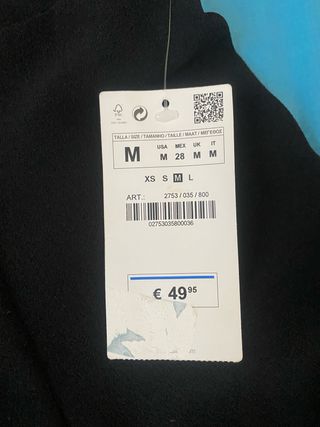 TALLA / SIZE / TAMANHO / TAILLE / MAAT / ΜΕΓΕΘΟΣ
M
USA MEX UK IT
M 28 M M
XS S M L
ART.: 2753 / 035 / 800
02753035800036
€ 49 95